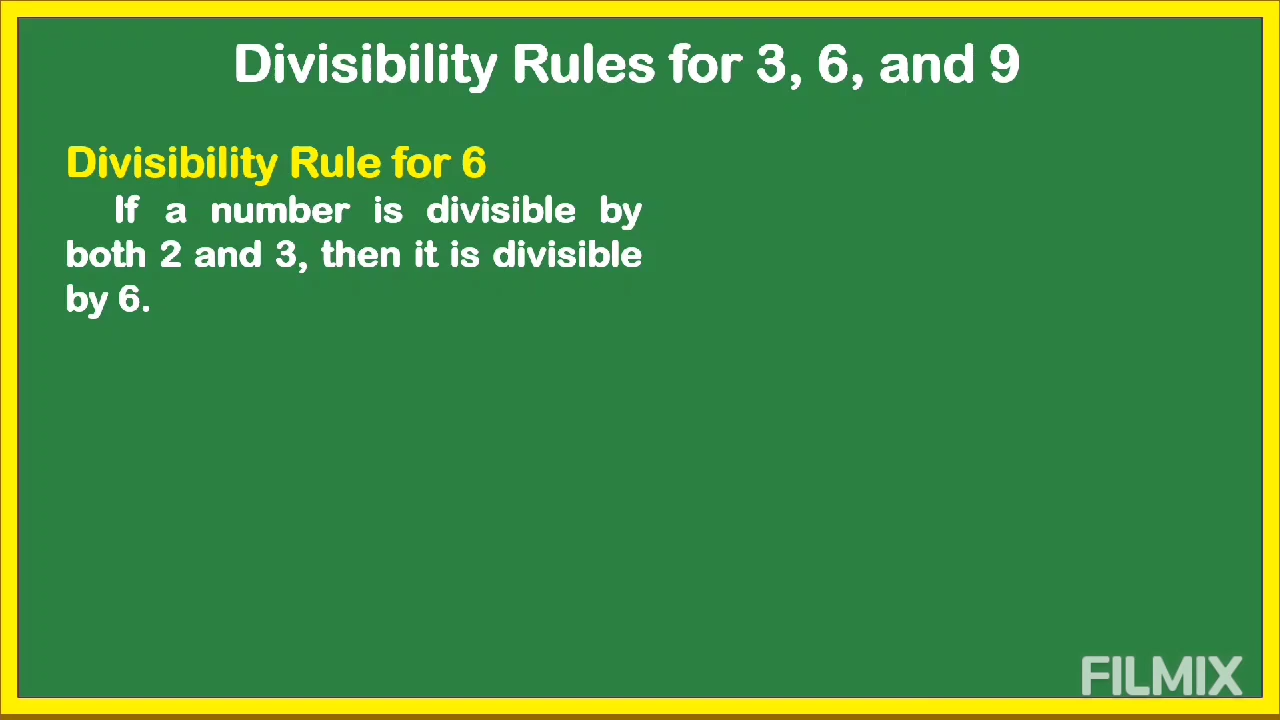 Divisibility Rules for 3, 6, and 9
Divisibility Rule for 6
If a number is divisible by
both 2 and 3, then it is divisible
by 6.
FILMIX